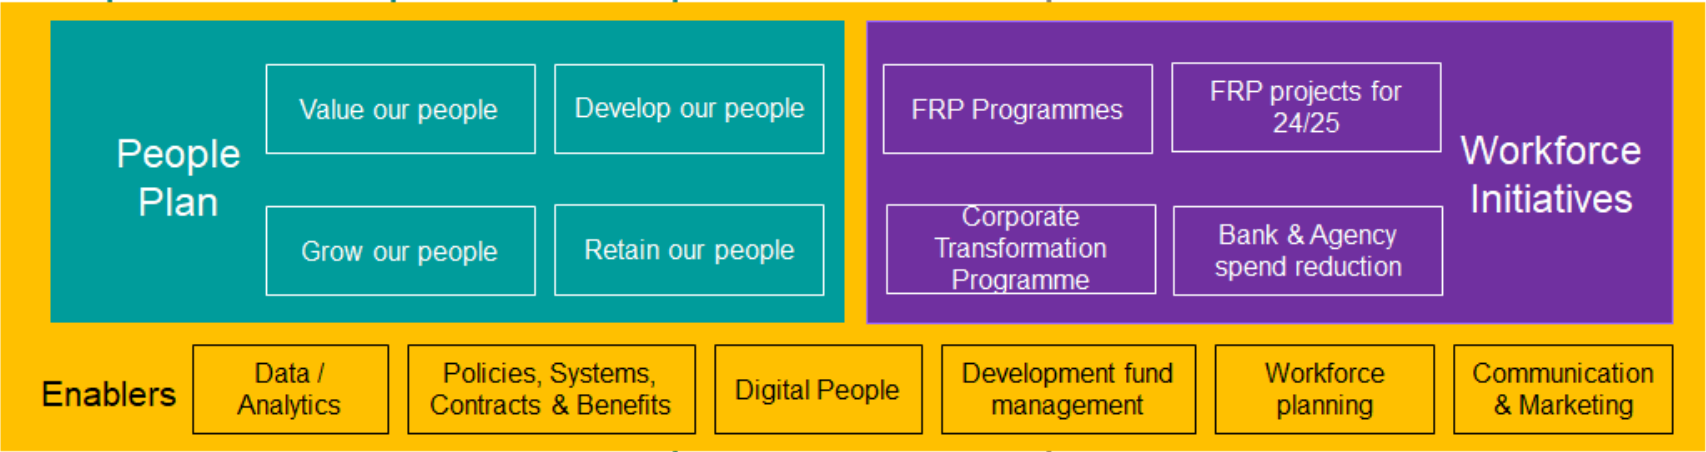 People
Plan
Value our people
Develop our people
Grow our people
Retain our people
FRP Programmes
FRP projects for
24/25
Corporate
Transformation
Programme
Bank & Agency
spend reduction
Workforce
Initiatives
Enablers
Data /
Analytics
Policies, Systems,
Contracts & Benefits
Digital People
Development fund
management
Workforce
planning
Communication
& Marketing